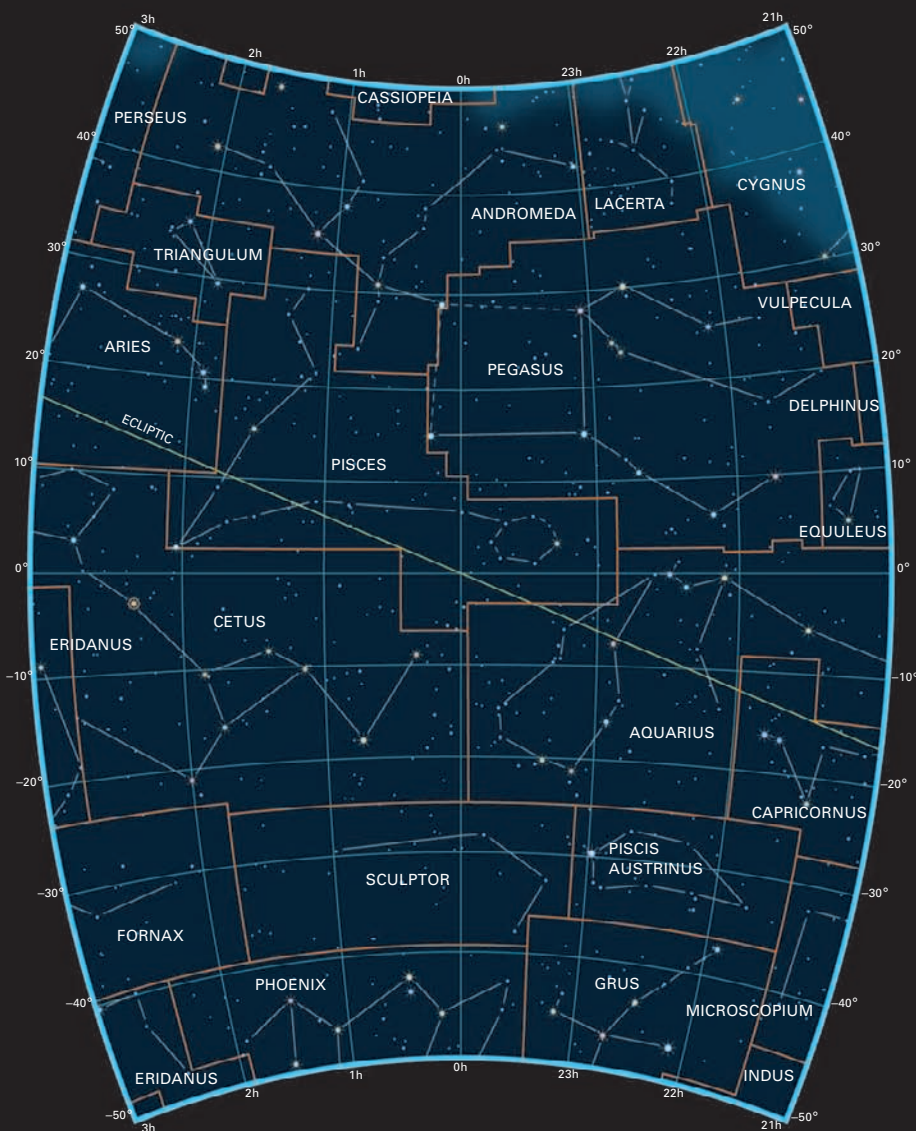 3h
21h
50°
50°
2h
22h
1h
0h
23h
CASSIOPEIA
PERSEUS
40°
40°
CYGNUS
LACERTA
ANDROMEDA
30°
30°
TRIANGULUM
VULPECULA
ARIES
20°
20°
PEGASUS
DELPHINUS
ECLIPTIC
10°
10°
PISCES
EQUULEUS
0°
0°
CETUS
ERIDANUS
–10°
–10°
AQUARIUS
–20°
–20°
CAPRICORNUS
PISCIS
AUSTRINUS
SCULPTOR
–30°
–30°
FORNAX
PHOENIX
GRUS
–40°
–40°
MICROSCOPIUM
ERIDANUS
INDUS
0h
1h
23h
2h
22h
–50°
–50°
3h
21h